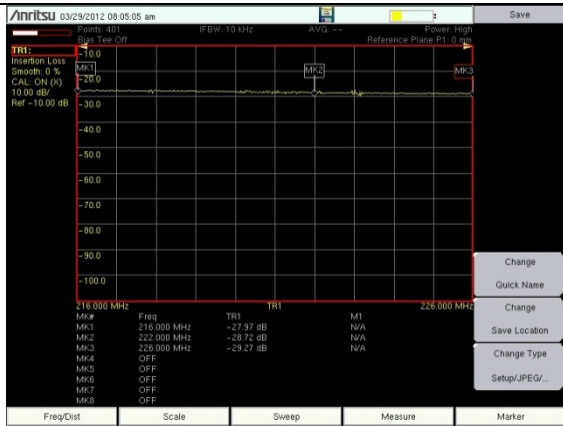 Anritsu 03/29/2012 08:05:05 am
Save
Points: 401 IFBW: 10 kHz AVG: -- Power: High
Bias Tee Off Reference Plane P1: 0 mm
TR1:
Insertion Loss
Smooth: 0 %
CAL: ON (X)
10.00 dB/
Ref -10.00 dB
-10.0
MK1 MK2 MK3
-20.0
-30.0
-40.0
-50.0
-60.0
-70.0
-80.0
-90.0
-100.0
216.000 MHz TR1 226.000 MHz
MK# Freq TR1 M1
MK1 216.000 MHz -27.97 dB N/A
MK2 222.000 MHz -28.72 dB N/A
MK3 226.000 MHz -29.27 dB N/A
MK4 OFF
MK5 OFF
MK6 OFF
MK7 OFF
MK8 OFF
Change
Quick Name
Change
Save Location
Change Type
Setup/JPEG/...
Freq/Dist Scale Sweep Measure Marker